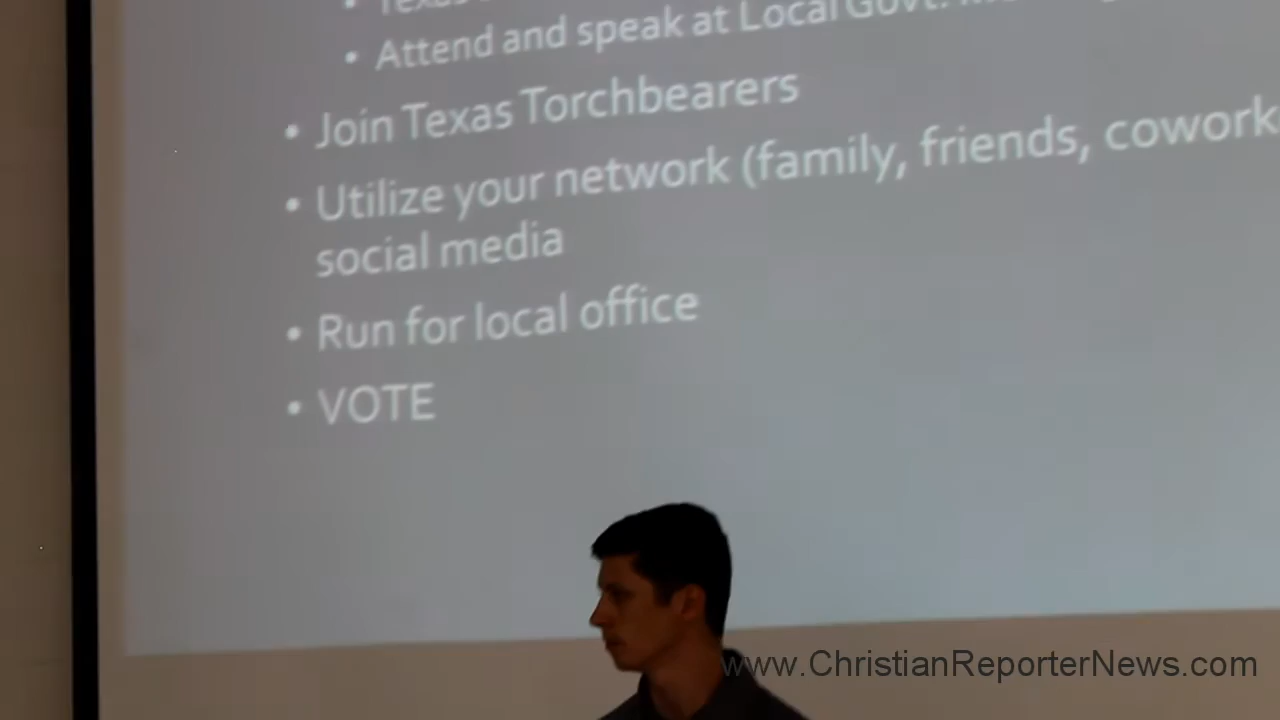 • Texas
• Attend and speak at Local Govt.
• Join Texas Torchbearers
• Utilize your network (family, friends, cowork
social media
• Run for local office
• VOTE
www.ChristianReporterNews.com